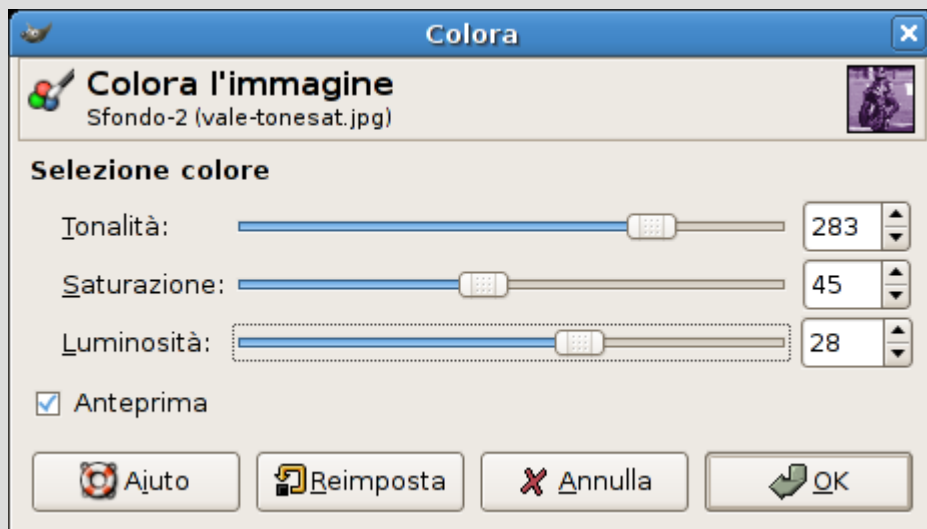 Colora
Colora l'immagine
Sfondo-2 (vale-tonesat.jpg)
Selezione colore
Tonalità: 283
Saturazione: 45
Luminosità: 28
Anteprima
Aiuto Reimposta Annulla OK